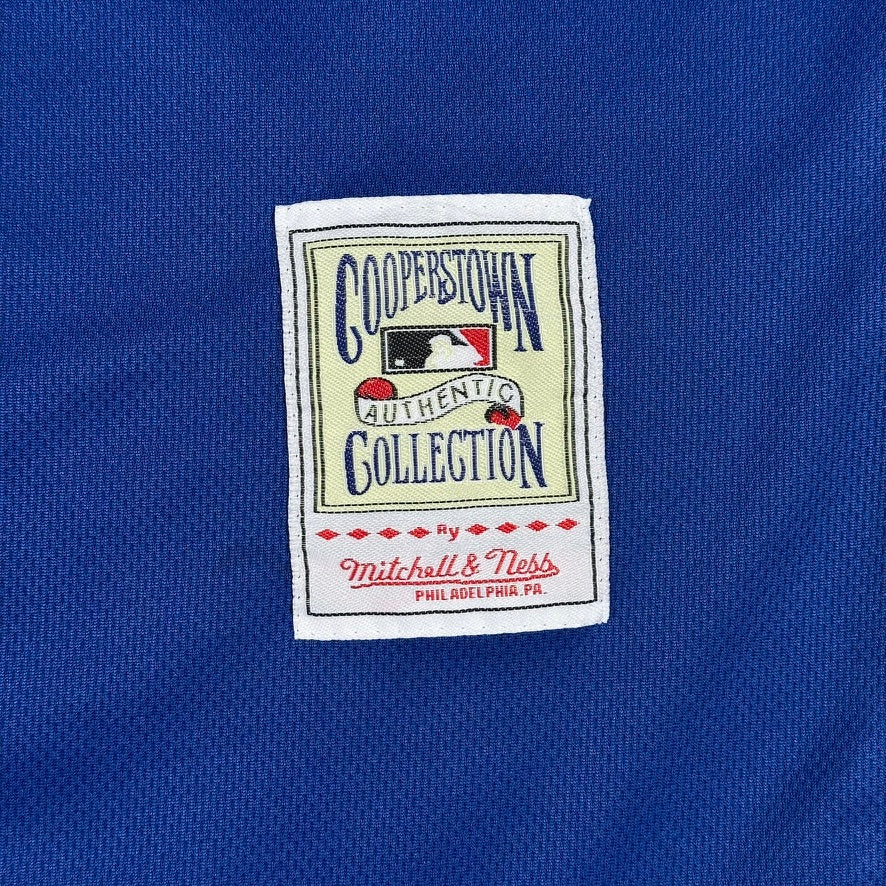 COOPERSTOWN
AUTHENTIC
COLLECTION
By
Mitchell & Ness
PHILADELPHIA.PA.